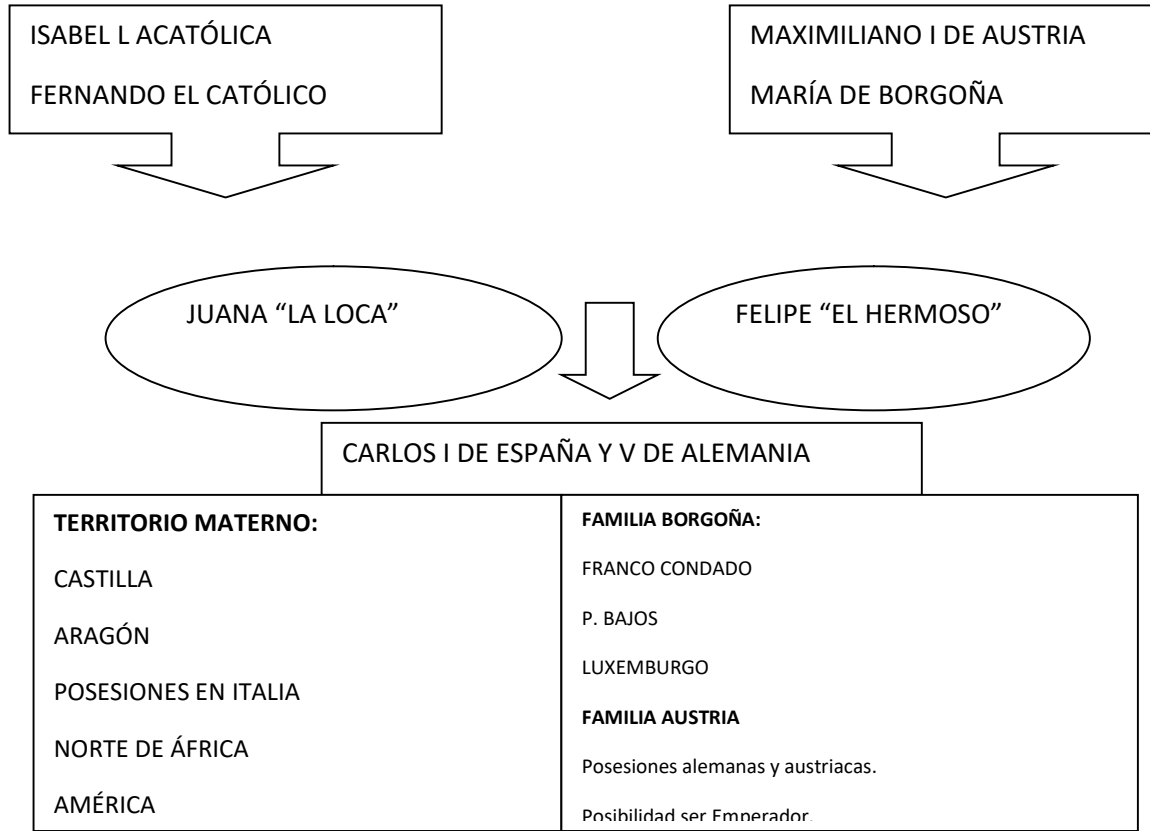 ISABEL L ACATÓLICA
FERNANDO EL CATÓLICO
MAXIMILIANO I DE AUSTRIA
MARÍA DE BORGOÑA
JUANA “LA LOCA”
FELIPE “EL HERMOSO”
CARLOS I DE ESPAÑA Y V DE ALEMANIA
TERRITORIO MATERNO:
CASTILLA
ARAGÓN
POSESIONES EN ITALIA
NORTE DE ÁFRICA
AMÉRICA
FAMILIA BORGOÑA:
FRANCO CONDADO
P. BAJOS
LUXEMBURGO
FAMILIA AUSTRIA
Posesiones alemanas y austriacas.
Posibilidad ser Emperador.